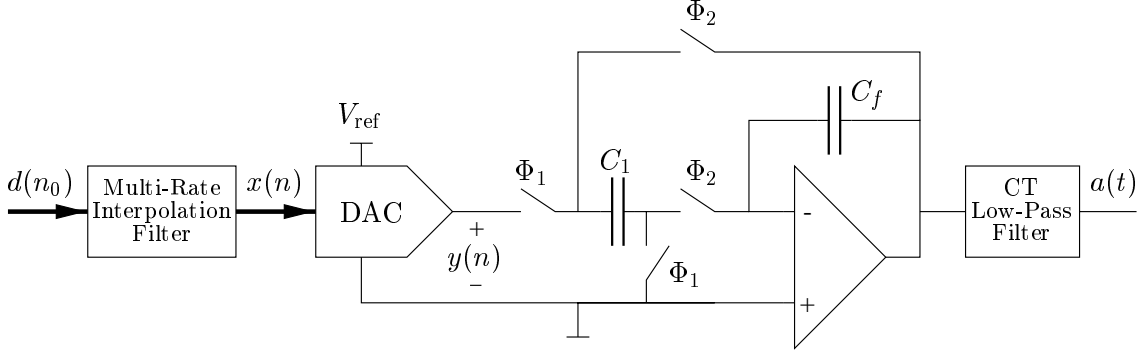 Φ2
Cf
Vref
d(n0)
Multi-Rate
Interpolation
Filter
x(n)
DAC
+
y(n)
-
Φ1
C1
Φ2
Φ1
-
+
CT
Low-Pass
Filter
a(t)